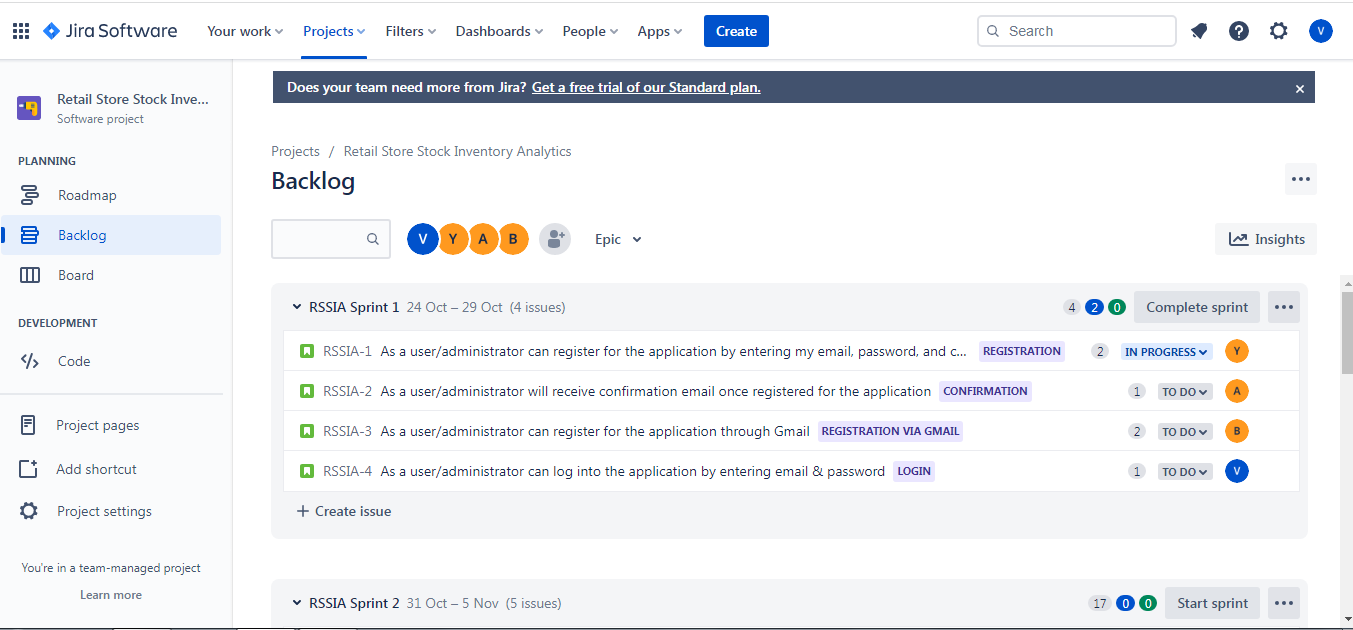 Jira Software Your work Projects Filters Dashboards People Apps Create Search V
Does your team need more from Jira? Get a free trial of our Standard plan.
Retail Store Stock Inve...
Software project
PLANNING
Roadmap
Backlog
Board
DEVELOPMENT
Code
Project pages
Add shortcut
Project settings
You're in a team-managed project
Learn more
Projects / Retail Store Stock Inventory Analytics
Backlog
V Y A B Epic Insights
RSSIA Sprint 1 24 Oct – 29 Oct (4 issues) 4 2 0 Complete sprint
RSSIA-1 As a user/administrator can register for the application by entering my email, password, and c... REGISTRATION 2 IN PROGRESS Y
RSSIA-2 As a user/administrator will receive confirmation email once registered for the application CONFIRMATION 1 TO DO A
RSSIA-3 As a user/administrator can register for the application through Gmail REGISTRATION VIA GMAIL 2 TO DO B
RSSIA-4 As a user/administrator can log into the application by entering email & password LOGIN 1 TO DO V
+ Create issue
RSSIA Sprint 2 31 Oct – 5 Nov (5 issues) 17 0 0 Start sprint